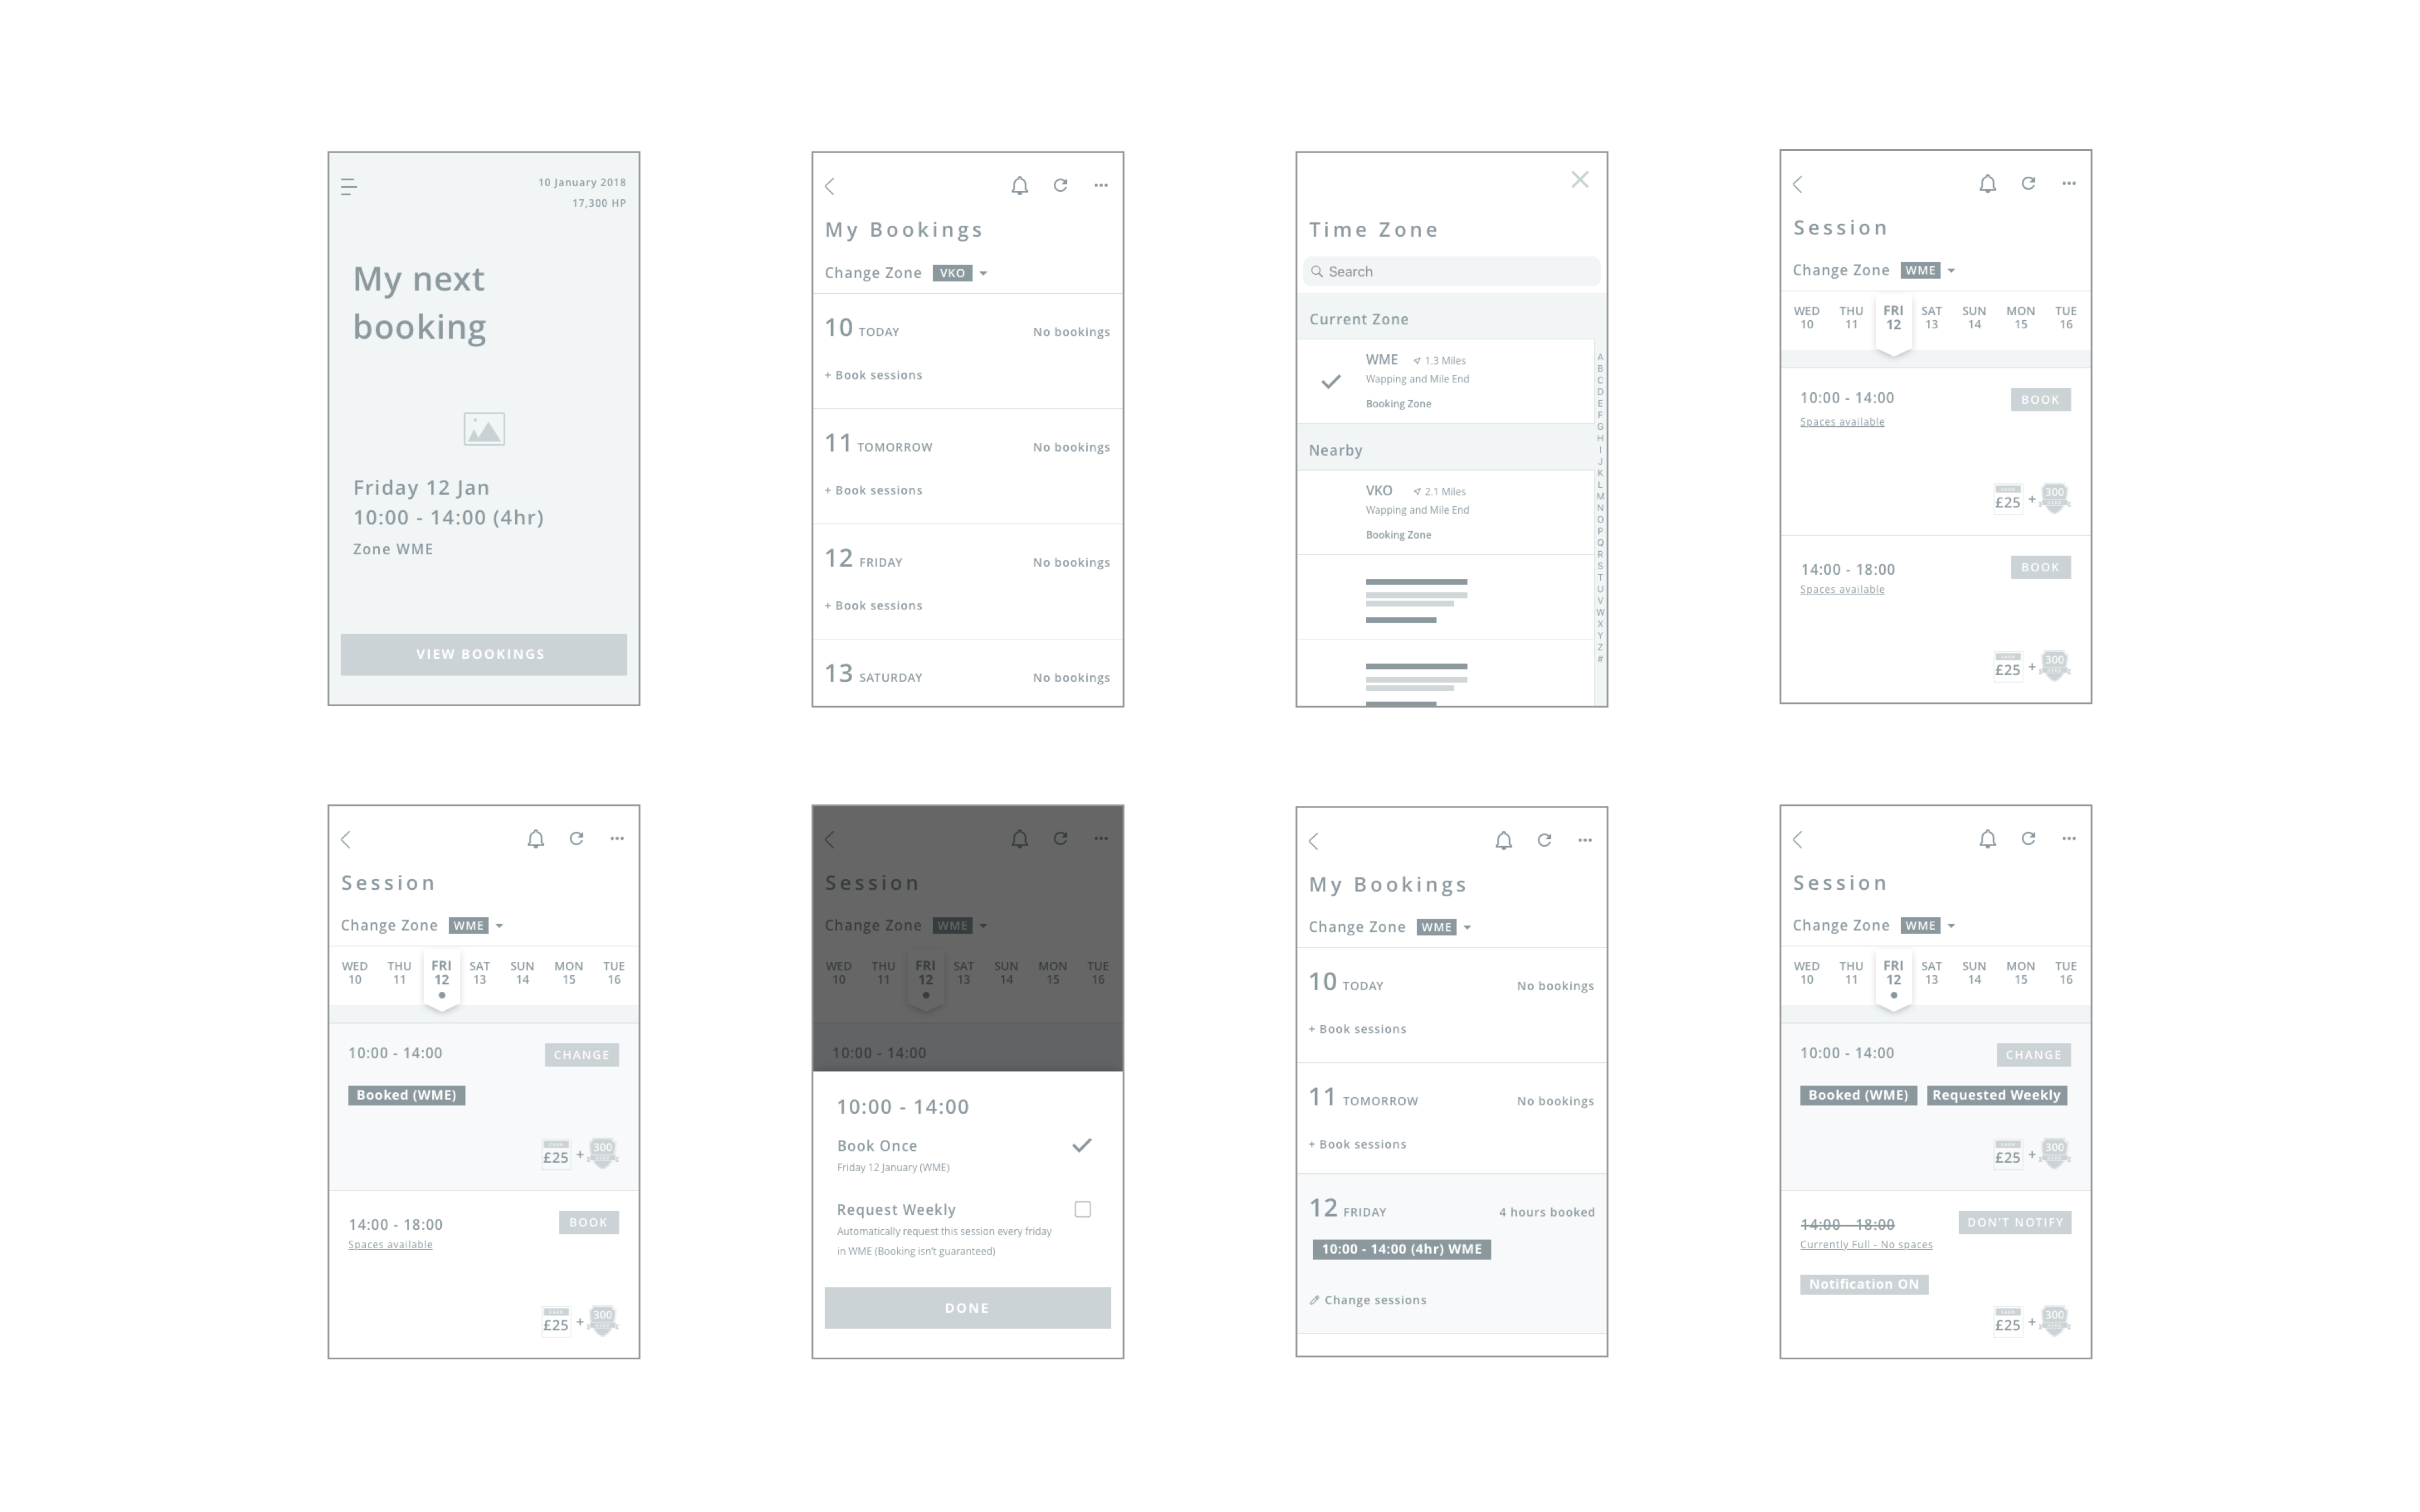 10 January 2018
17,300 HP
My next
booking
Friday 12 Jan
10:00 - 14:00 (4hr)
Zone WME
VIEW BOOKINGS
My Bookings
Change Zone VKO
10 TODAY No bookings
+ Book sessions
11 TOMORROW No bookings
+ Book sessions
12 FRIDAY No bookings
+ Book sessions
13 SATURDAY No bookings
Time Zone
Search
Current Zone
WME 1.3 Miles
Wapping and Mile End
Booking Zone
Nearby
VKO 2.1 Miles
Wapping and Mile End
Booking Zone
A
B
C
D
E
F
G
H
I
J
K
L
M
N
O
P
Q
R
S
T
U
V
W
X
Y
Z
#
Session
Change Zone WME
WED THU FRI SAT SUN MON TUE
10 11 12 13 14 15 16
10:00 - 14:00 BOOK
Spaces available
£25 + 300
14:00 - 18:00 BOOK
Spaces available
£25 + 300
Session
Change Zone WME
WED THU FRI SAT SUN MON TUE
10 11 12 13 14 15 16
10:00 - 14:00 CHANGE
Booked (WME)
£25 + 300
14:00 - 18:00 BOOK
Spaces available
£25 + 300
Session
Change Zone WME
WED THU FRI SAT SUN MON TUE
10 11 12 13 14 15 16
10:00 - 14:00
10:00 - 14:00
Book Once
Friday 12 January (WME)
Request Weekly
Automatically request this session every friday
in WME (Booking isn't guaranteed)
DONE
My Bookings
Change Zone WME
10 TODAY No bookings
+ Book sessions
11 TOMORROW No bookings
+ Book sessions
12 FRIDAY 4 hours booked
10:00 - 14:00 (4hr) WME
Change sessions
Session
Change Zone WME
WED THU FRI SAT SUN MON TUE
10 11 12 13 14 15 16
10:00 - 14:00 CHANGE
Booked (WME) Requested Weekly
£25 + 300
14:00 - 18:00 DON'T NOTIFY
Currently Full - No spaces
Notification ON
£25 + 300